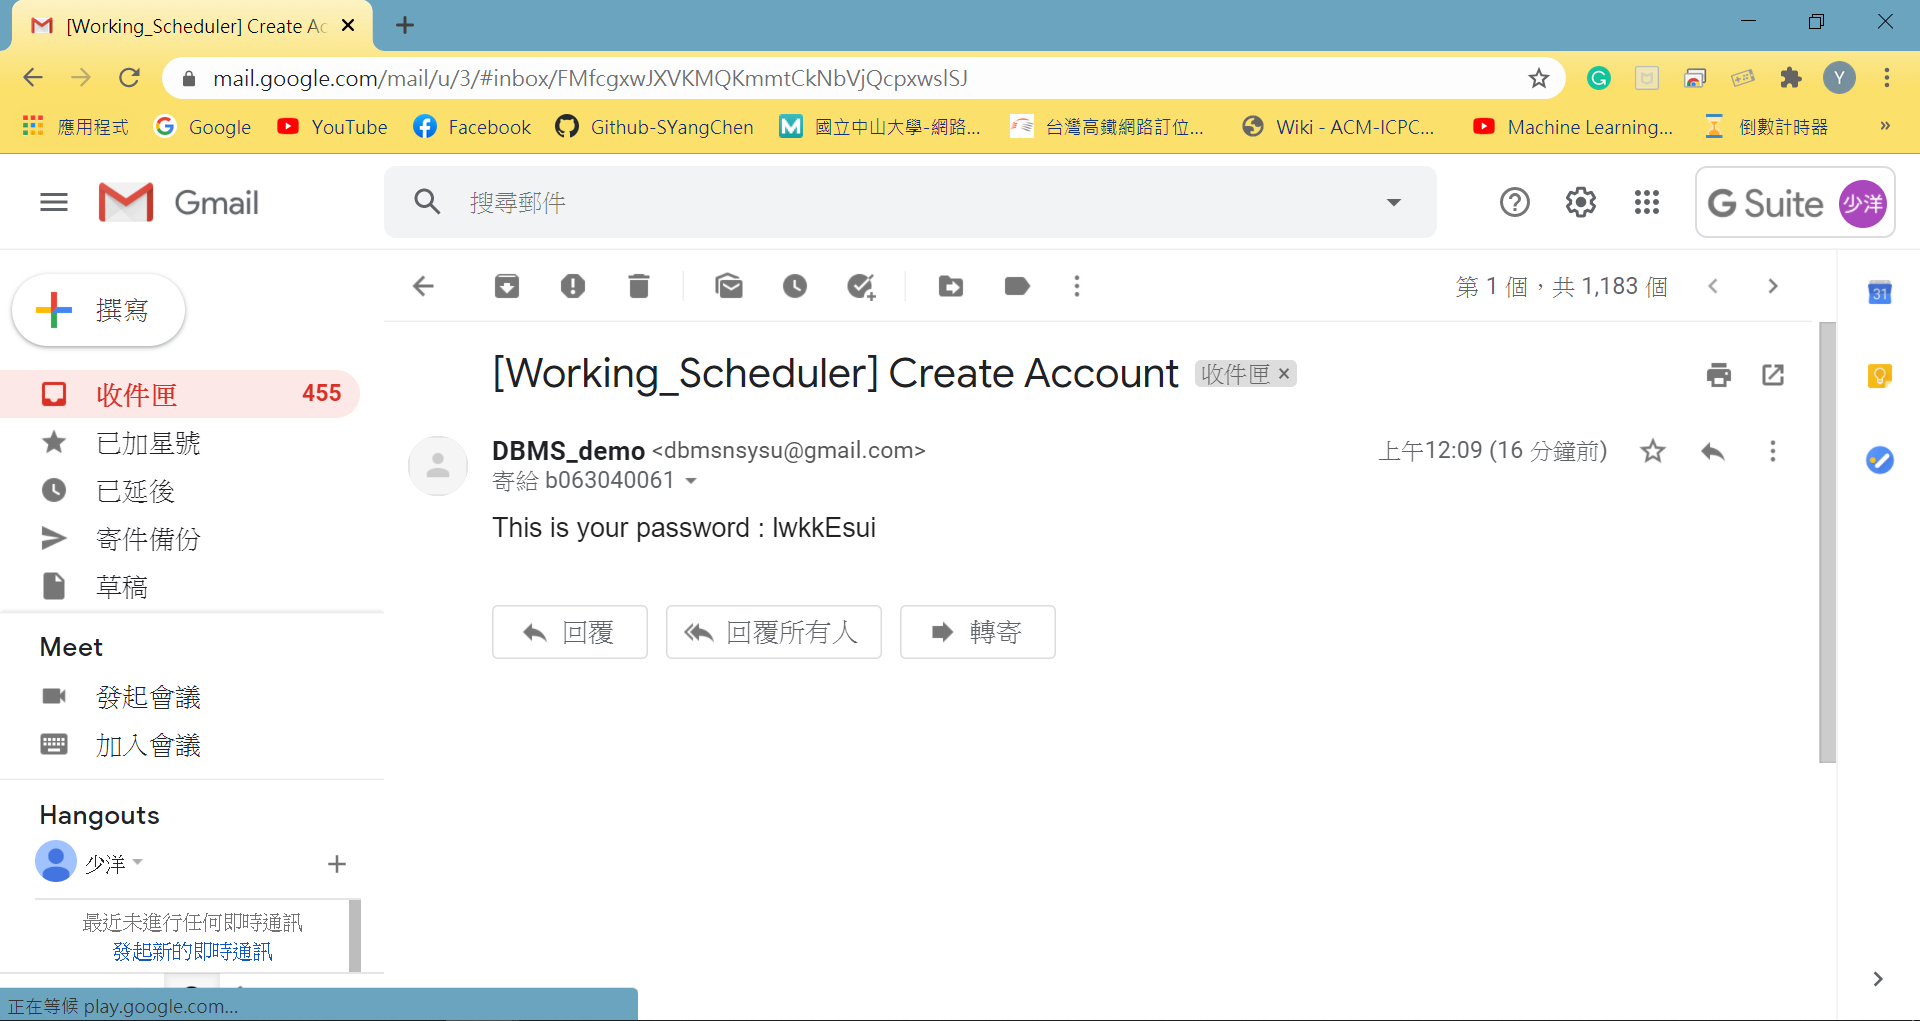 [Working_Scheduler] Create Ac
mail.google.com/mail/u/3/#inbox/FMfcgxwJXVKMQKmmtCkNbVjQcpxwslSJ
Y
應用程式 Google YouTube Facebook Github-SYangChen 國立中山大學-網路... 台灣高鐵網路訂位... Wiki - ACM-ICPC... Machine Learning... 倒數計時器 »
Gmail
搜尋郵件
G Suite 少洋
撰寫
第 1 個，共 1,183 個
31
收件匣 455
已加星號
已延後
寄件備份
草稿
Meet
發起會議
加入會議
Hangouts
少洋
最近未進行任何即時通訊
發起新的即時通訊
[Working_Scheduler] Create Account 收件匣 ×
DBMS_demo <dbmsnsysu@gmail.com>
上午12:09 (16 分鐘前)
寄給 b063040061
This is your password : lwkkEsui
回覆 回覆所有人 轉寄
正在等候 play.google.com...